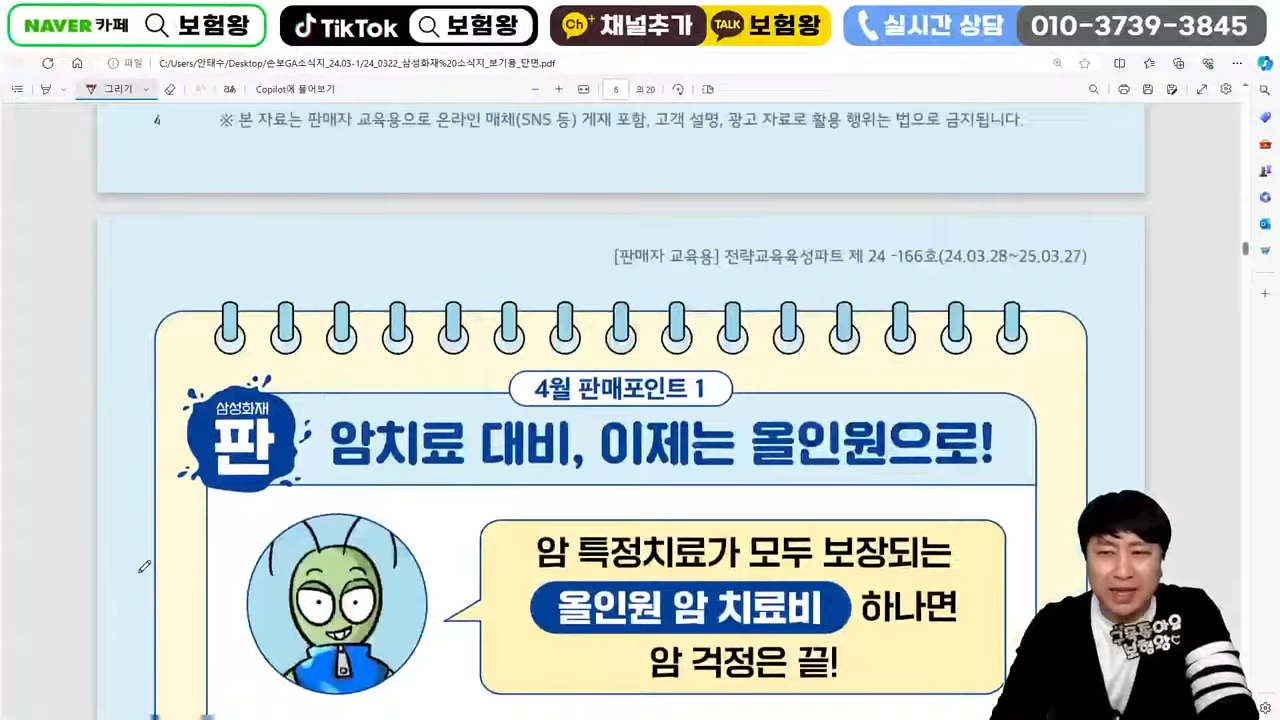 NAVER 카페 보험왕
TikTok 보험왕
Ch+ 채널추가 TALK 보험왕
실시간 상담 010-3739-3845
파일 C:/Users/안태수/Desktop/손보GA소식지_24.03-1/24_0322_삼성화재%20소식지_보기용_단면.pdf
그리기 Copilot에 물어보기 6 의 20
4 ※ 본 자료는 판매자 교육용으로 온라인 매체(SNS 등) 게재 포함, 고객 설명, 광고 자료로 활용 행위는 법으로 금지됩니다.
[판매자 교육용] 전략교육육성파트 제 24 -166호(24.03.28~25.03.27)
4월 판매포인트 1
삼성화재
판
암치료 대비, 이제는 올인원으로!
암 특정치료가 모두 보장되는
올인원 암 치료비 하나면
암 걱정은 끝!
보험왕